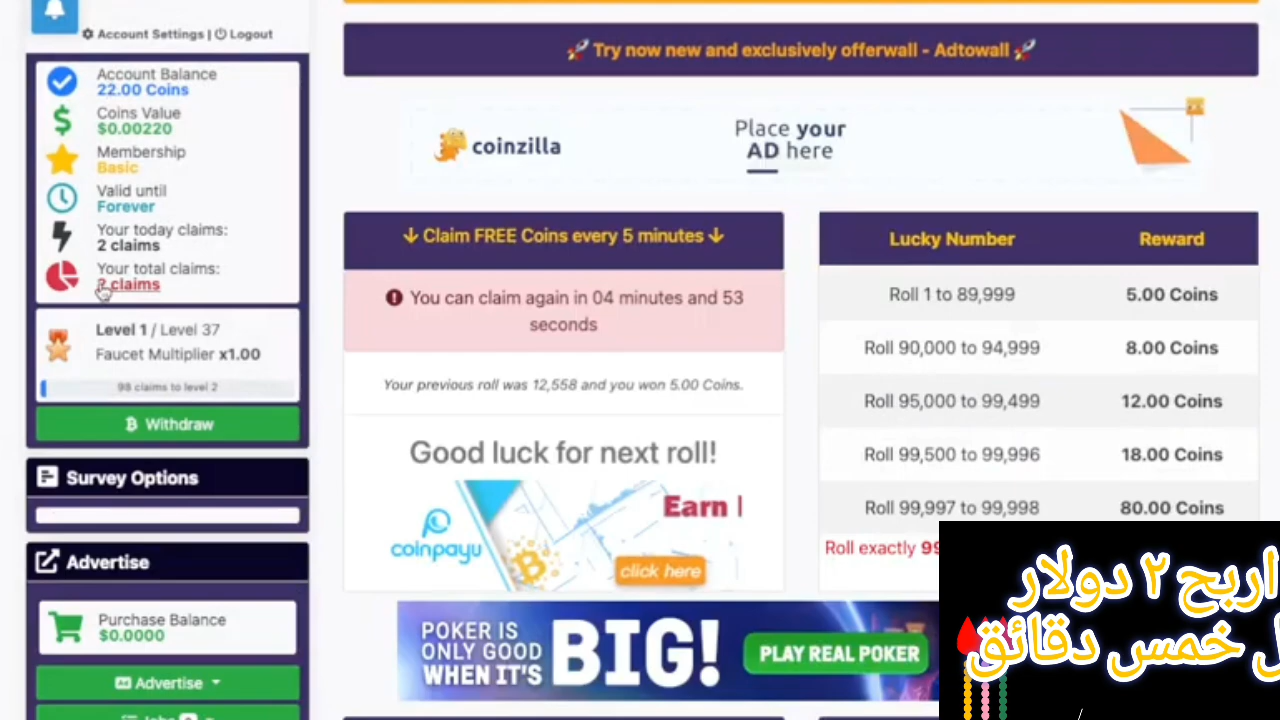 Account Settings | Logout
Account Balance
22.00 Coins
Coins Value
$0.00220
Membership
Basic
Valid until
Forever
Your today claims:
2 claims
Your total claims:
claims
Level 1 / Level 37
Faucet Multiplier x1.00
98 claims to level 2
Withdraw
Survey Options
Advertise
Purchase Balance
$0.0000
Advertise
🚀 Try now new and exclusively offerwall - Adtowall 🚀
coinzilla
Place your
AD here
↓ Claim FREE Coins every 5 minutes ↓
You can claim again in 04 minutes and 53
seconds
Your previous roll was 12,558 and you won 5.00 Coins.
Good luck for next roll!
coinpayu
Earn
click here
Lucky Number Reward
Roll 1 to 89,999 5.00 Coins
Roll 90,000 to 94,999 8.00 Coins
Roll 95,000 to 99,499 12.00 Coins
Roll 99,500 to 99,996 18.00 Coins
Roll 99,997 to 99,998 80.00 Coins
Roll exactly
POKER IS
ONLY GOOD
WHEN IT'S
BIG!
PLAY REAL POKER
اربح ٢ دولار
خمس دقائق